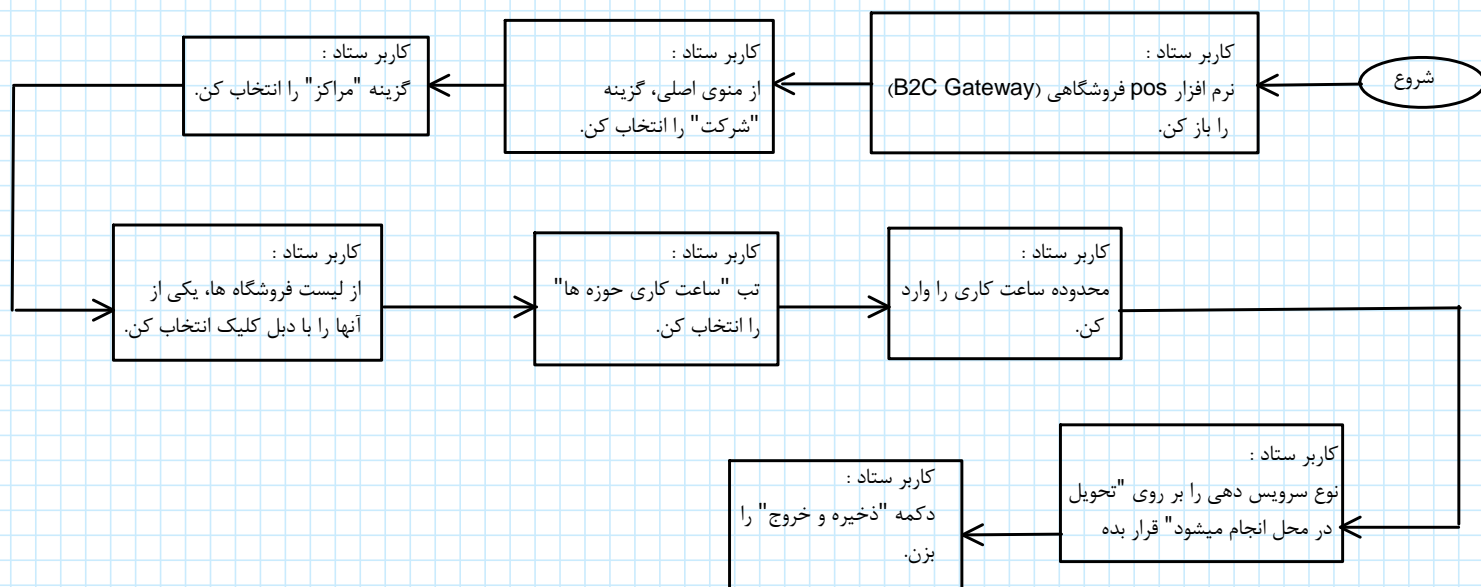 شروع
کاربر ستاد :
نرم افزار pos فروشگاهی (B2C Gateway)
را باز کن.
کاربر ستاد :
از منوی اصلی، گزینه
"شرکت" را انتخاب کن.
کاربر ستاد :
گزینه "مراکز" را انتخاب کن.
کاربر ستاد :
از لیست فروشگاه ها، یکی از
آنها را با دبل کلیک انتخاب کن.
کاربر ستاد :
تب "ساعت کاری حوزه ها"
را انتخاب کن.
کاربر ستاد :
محدوده ساعت کاری را وارد
کن.
کاربر ستاد :
نوع سرویس دهی را بر روی "تحویل
در محل انجام میشود" قرار بده
کاربر ستاد :
دکمه "ذخیره و خروج" را
بزن.